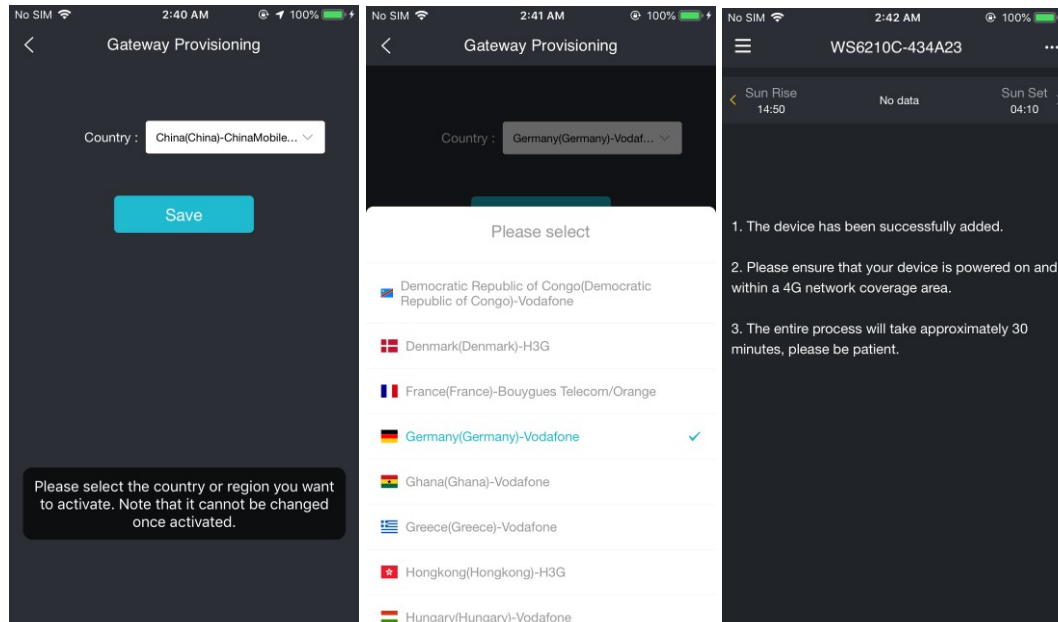 No SIM 2:40 AM 100%
Gateway Provisioning
Country : China(China)-ChinaMobile...
Save
Please select the country or region you want
to activate. Note that it cannot be changed
once activated.
No SIM 2:41 AM 100%
Gateway Provisioning
Country : Germany(Germany)-Vodaf...
Please select
Democratic Republic of Congo(Democratic
Republic of Congo)-Vodafone
Denmark(Denmark)-H3G
France(France)-Bouygues Telecom/Orange
Germany(Germany)-Vodafone
Ghana(Ghana)-Vodafone
Greece(Greece)-Vodafone
Hongkong(Hongkong)-H3G
Hungary(Hungary)-Vodafone
No SIM 2:42 AM 100%
WS6210C-434A23 ...
Sun Rise No data Sun Set
14:50 04:10
1. The device has been successfully added.
2. Please ensure that your device is powered on and
within a 4G network coverage area.
3. The entire process will take approximately 30
minutes, please be patient.